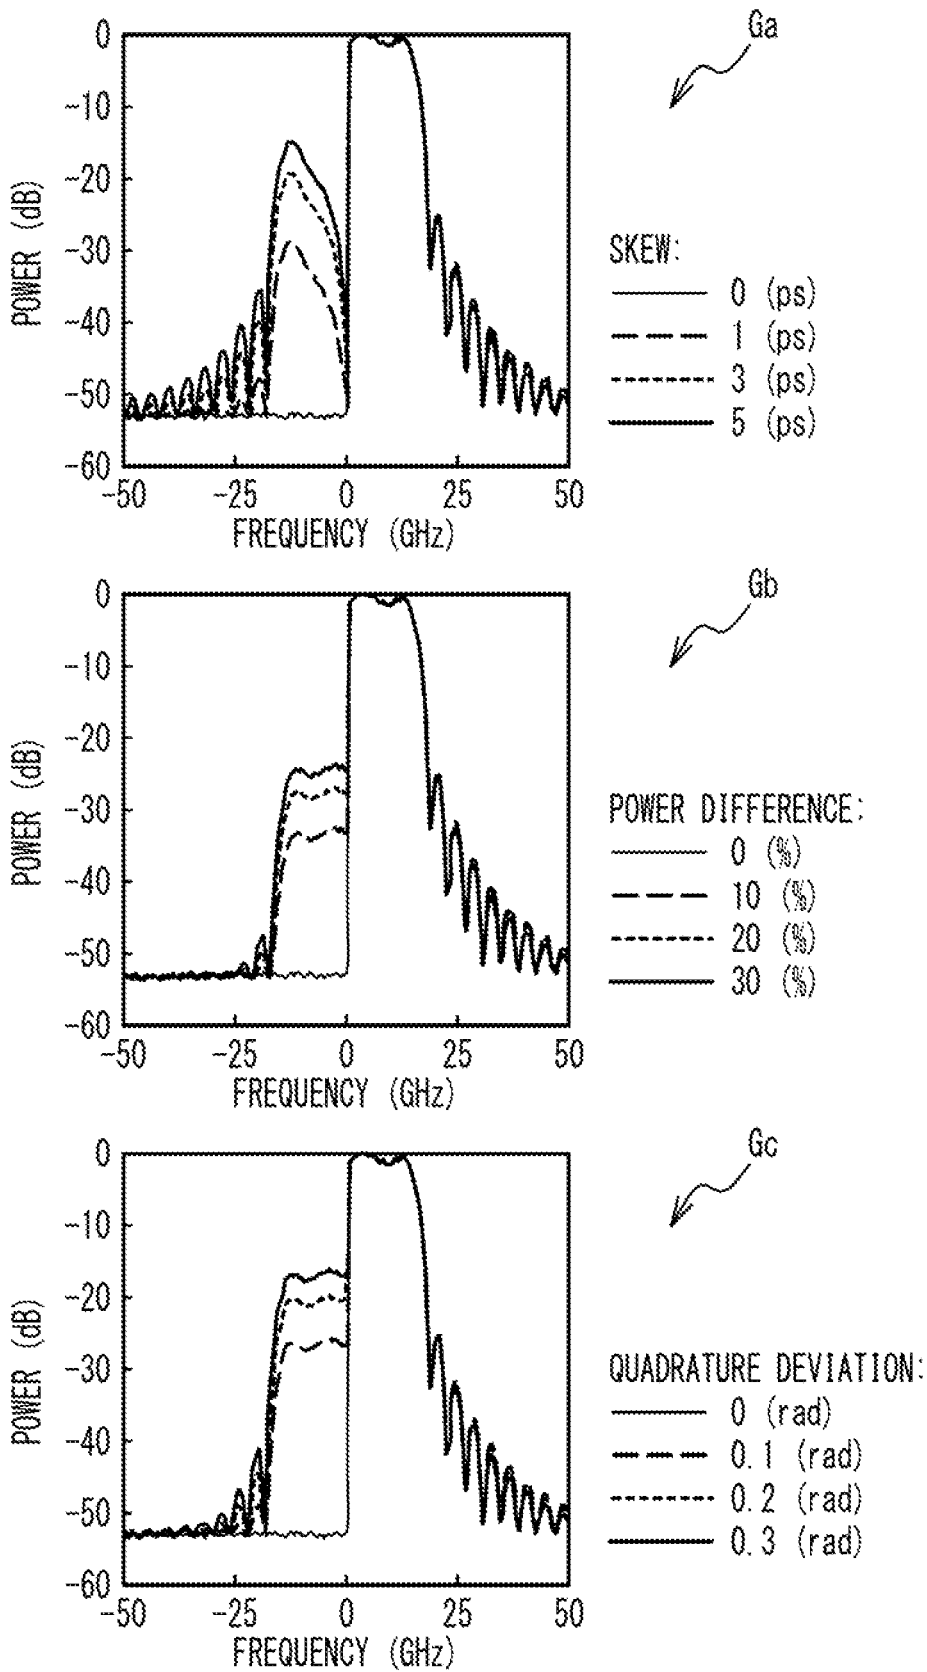 Ga
0
-10
-20
-30
-40
-50
-60
POWER (dB)
-50 -25 0 25 50
FREQUENCY (GHz)
SKEW:
0 (ps)
1 (ps)
3 (ps)
5 (ps)
Gb
0
-10
-20
-30
-40
-50
-60
POWER (dB)
-50 -25 0 25 50
FREQUENCY (GHz)
POWER DIFFERENCE:
0 (%)
10 (%)
20 (%)
30 (%)
Gc
0
-10
-20
-30
-40
-50
-60
POWER (dB)
-50 -25 0 25 50
FREQUENCY (GHz)
QUADRATURE DEVIATION:
0 (rad)
0.1 (rad)
0.2 (rad)
0.3 (rad)